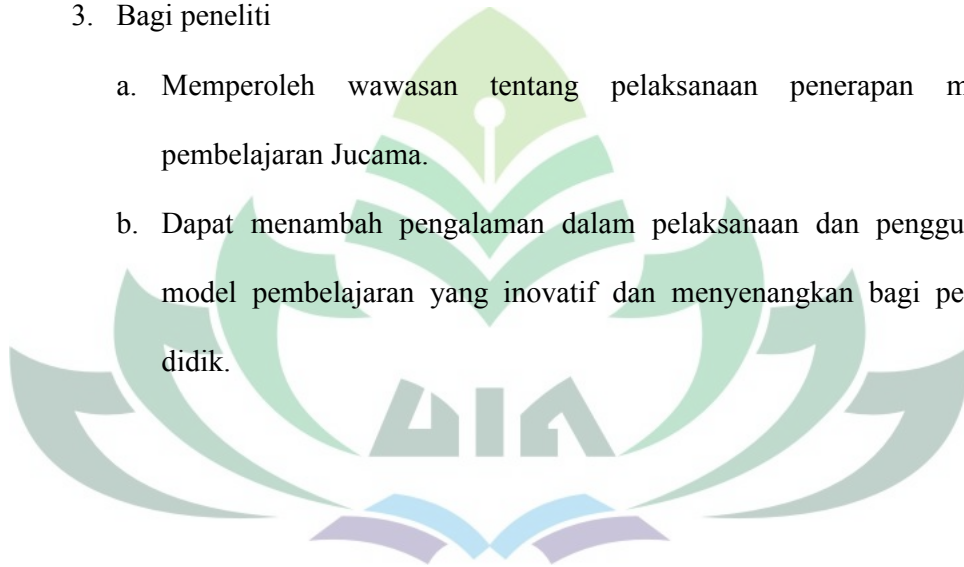 3. Bagi peneliti
a. Memperoleh wawasan tentang pelaksanaan penerapan
pembelajaran Jucama.
b. Dapat menambah pengalaman dalam pelaksanaan dan
model pembelajaran yang inovatif dan menyenangkan bagi
didik.
UIN